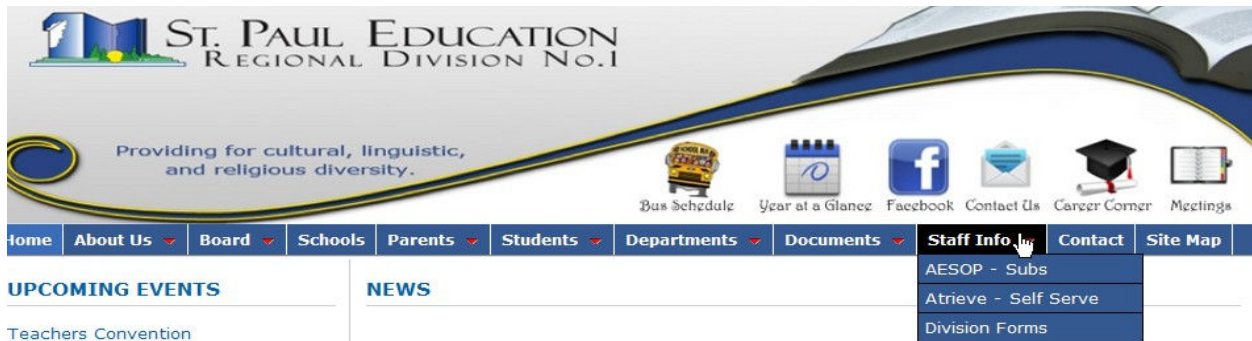 ST. PAUL EDUCATION
REGIONAL DIVISION NO.1
Providing for cultural, linguistic,
and religious diversity.
Bus Schedule Year at a Glance Facebook Contact Us Career Corner Meetings
Home About Us Board Schools Parents Students Departments Documents Staff Info Contact Site Map
AESOP - Subs
UPCOMING EVENTS NEWS
Atrieve - Self Serve
Teachers Convention
Division Forms